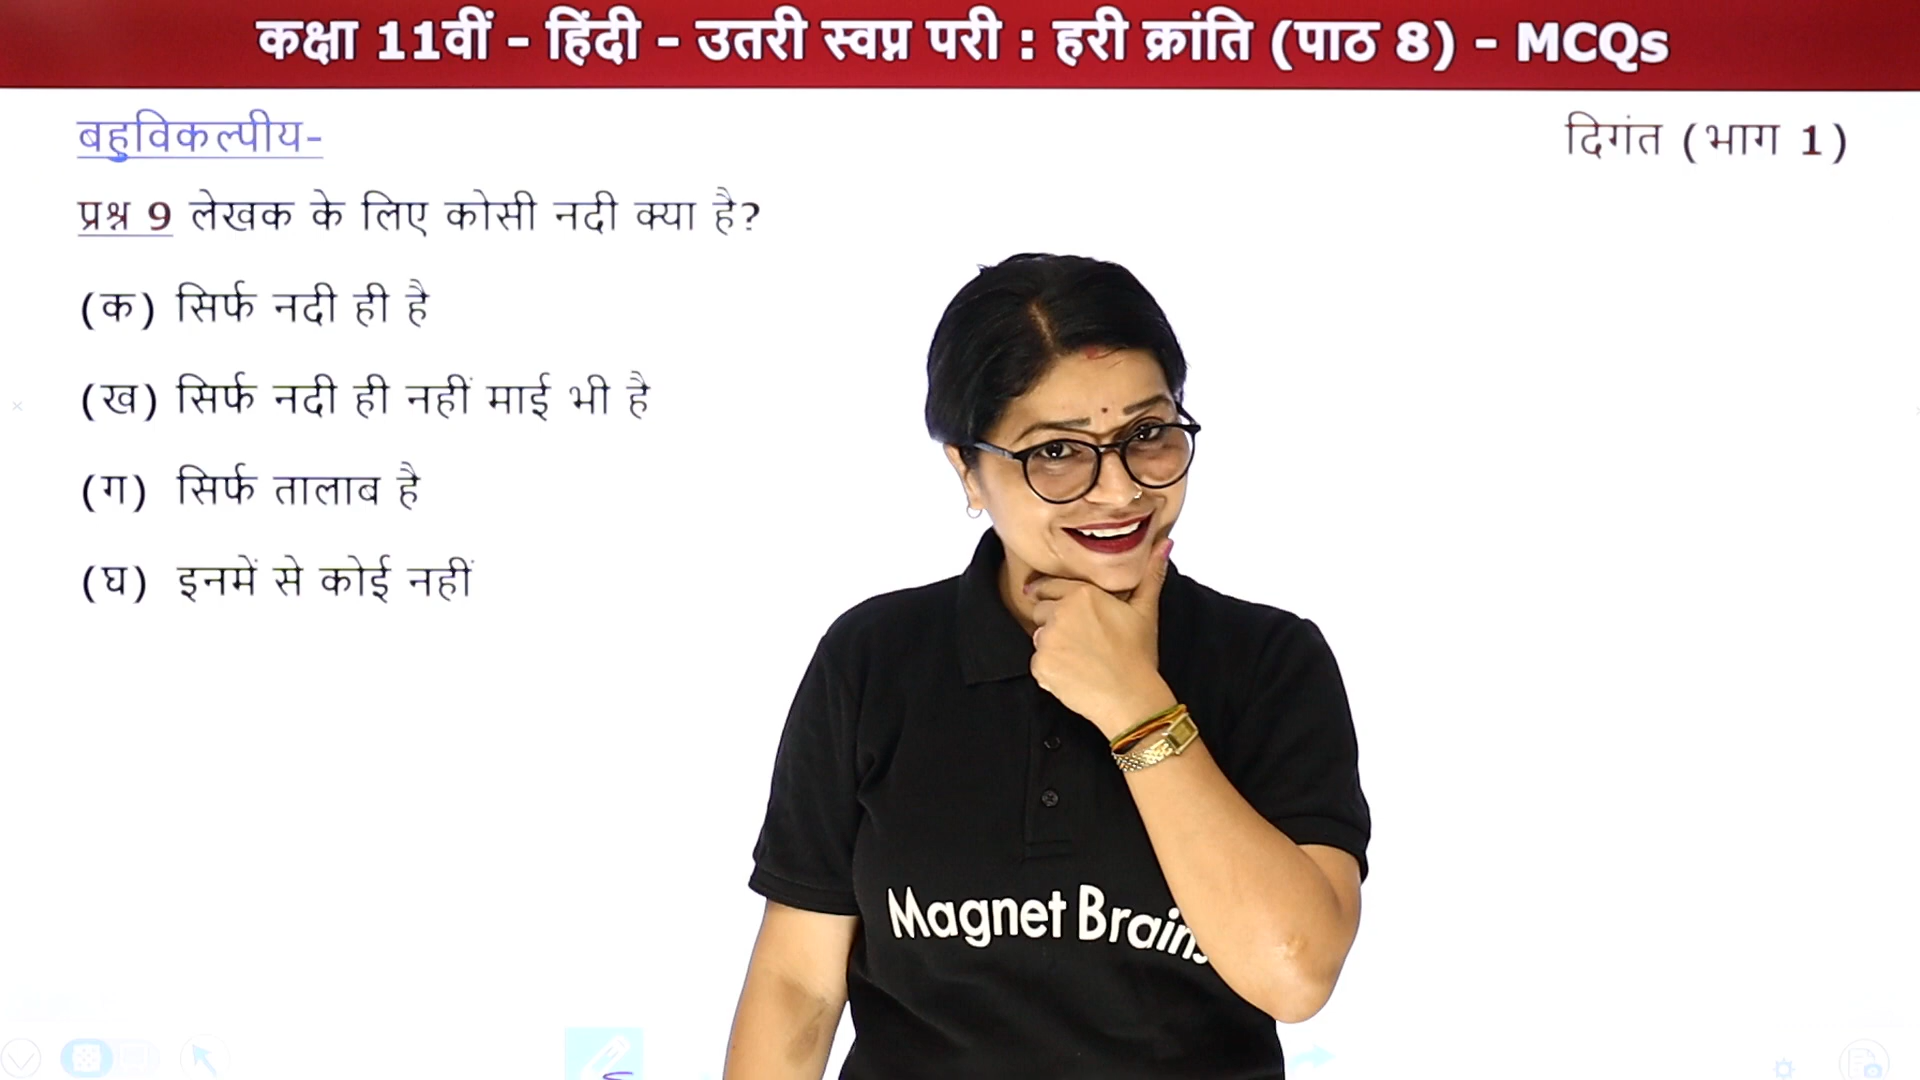 कक्षा 11वीं - हिंदी - उतरी स्वप्न परी : हरी क्रांति (पाठ 8) - MCQs
बहुविकल्पीय-
दिगंत (भाग 1)
प्रश्न 9 लेखक के लिए कोसी नदी क्या है?
(क) सिर्फ नदी ही है
(ख) सिर्फ नदी ही नहीं माई भी है
(ग) सिर्फ तालाब है
(घ) इनमें से कोई नहीं
Magnet Brains